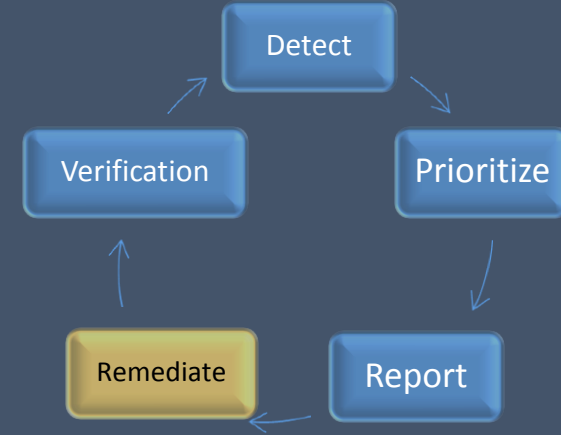 Detect
Prioritize
Report
Remediate
Verification